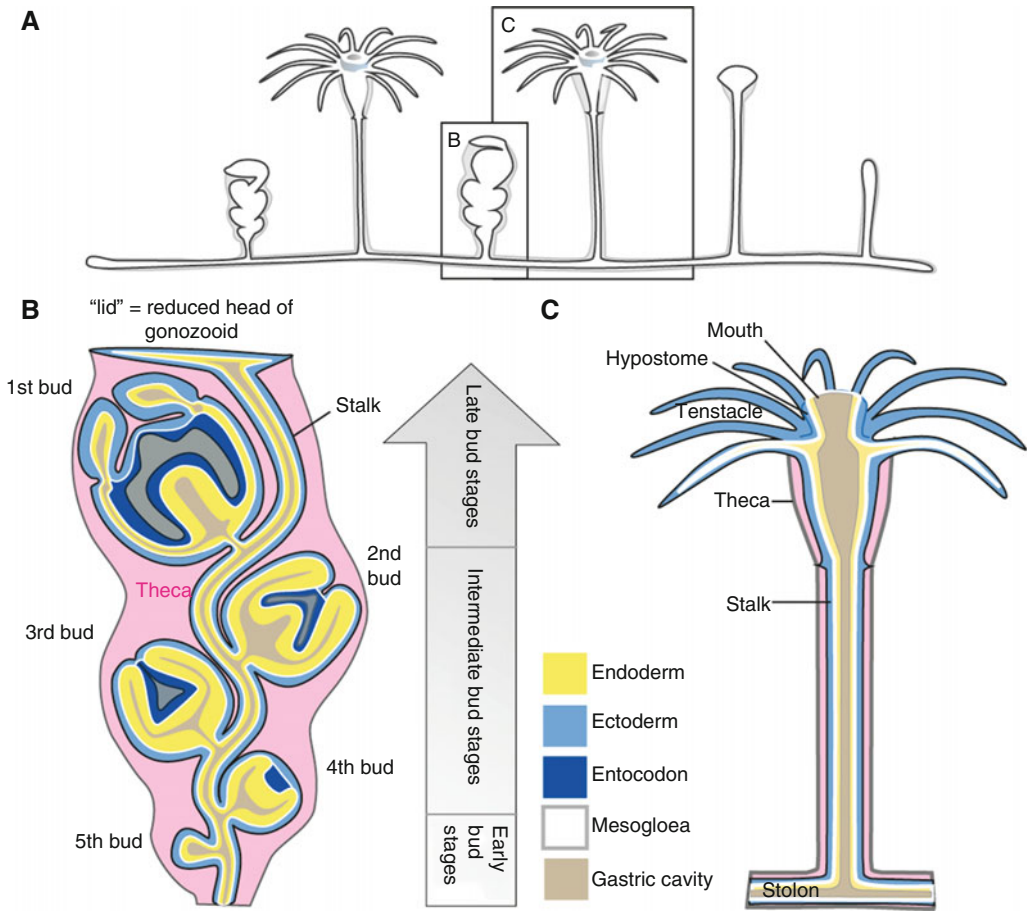 A
C
B
B
"lid" = reduced head of
gonozooid
1st bud
Stalk
2nd
bud
Theca
3rd bud
4th bud
5th bud
Late bud stages
Intermediate bud stages
Early
bud
stages
C
Mouth
Hypostome
Tenstacle
Theca
Stalk
Stolon
Endoderm
Ectoderm
Entocodon
Mesogloea
Gastric cavity